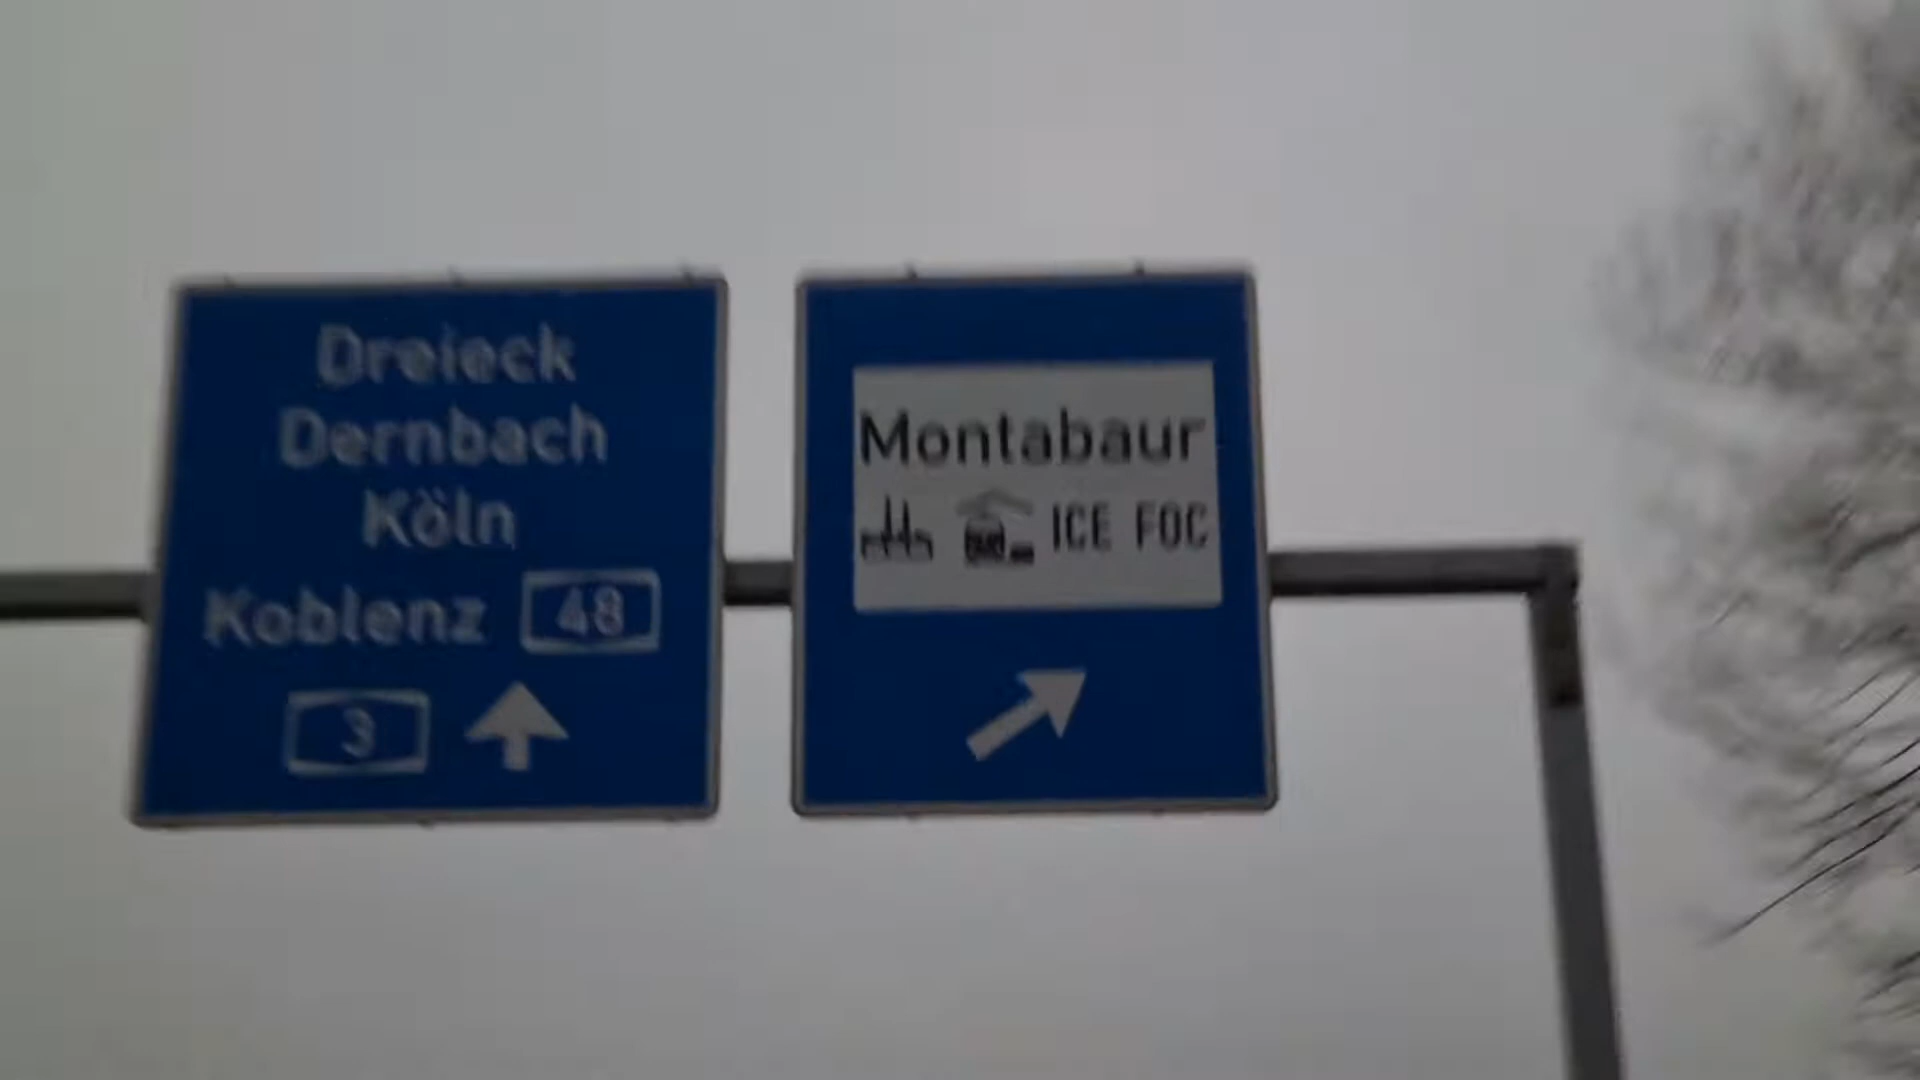 Dreieck
Dernbach
Köln
Koblenz 48
3
Montabaur
ICE FOC